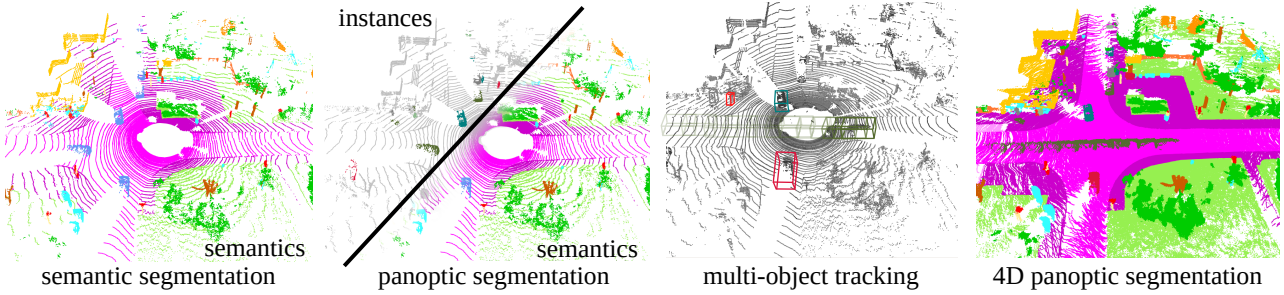 instances
semantics
semantics
semantic segmentation
panoptic segmentation
multi-object tracking
4D panoptic segmentation